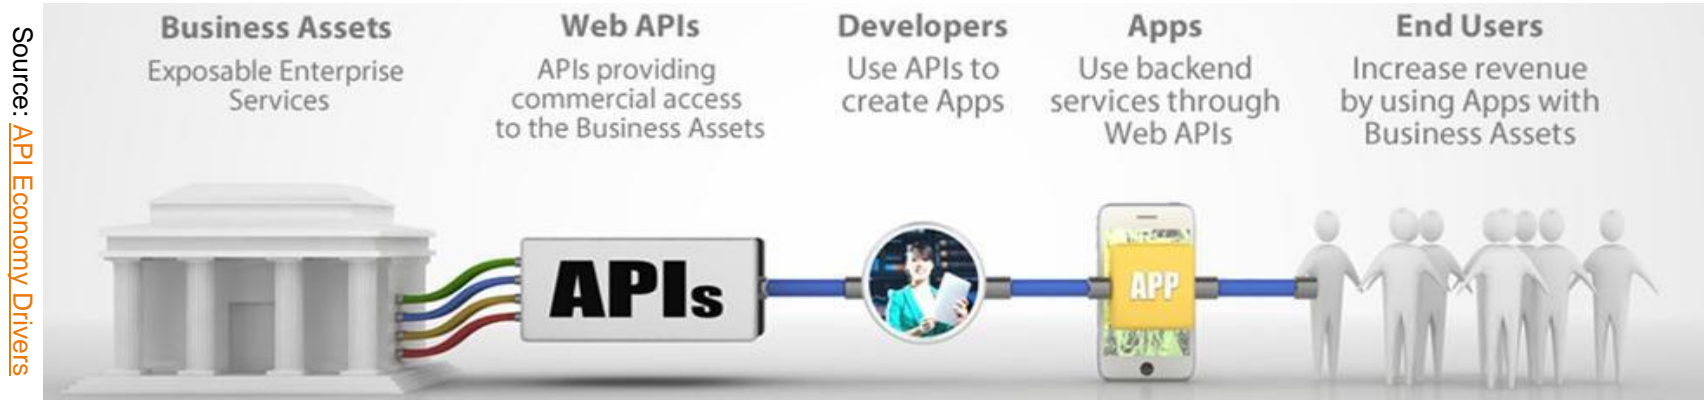 Source: API Economy Drivers
Business Assets
Exposable Enterprise
Services
Web APIs
APIs providing
commercial access
to the Business Assets
Developers
Use APIs to
create Apps
Apps
Use backend
services through
Web APIs
End Users
Increase revenue
by using Apps with
Business Assets
APIs
APP